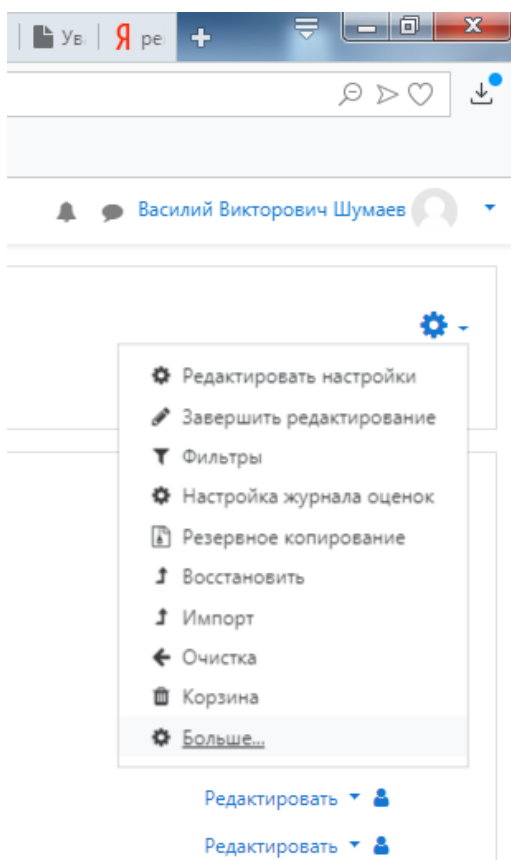 Ув
Я ре
Василий Викторович Шумаев
Редактировать настройки
Завершить редактирование
Фильтры
Настройка журнала оценок
Резервное копирование
Восстановить
Импорт
Очистка
Корзина
Больше...
Редактировать
Редактировать